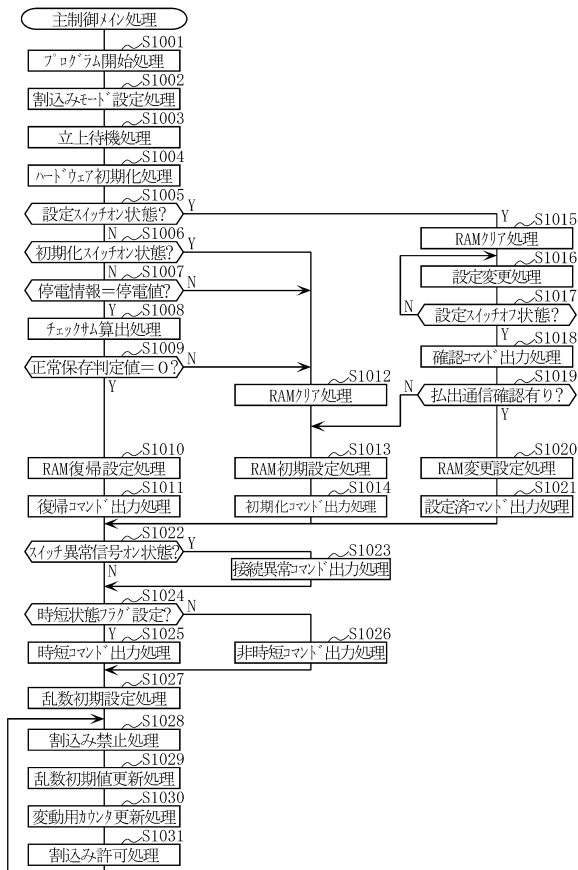 主制御メイン処理
S1001
プログラム開始処理
S1002
割込みモード設定処理
S1003
立上待機処理
S1004
ハードウェア初期化処理
S1005
設定スイッチオン状態?
Y
N
S1006
初期化スイッチオン状態?
Y
N
S1007
停電情報=停電値?
N
Y
S1008
チェックサム算出処理
S1009
正常保存判定値=0?
N
Y
S1010
RAM復帰設定処理
S1011
復帰コマンド出力処理
S1012
RAMクリア処理
S1013
RAM初期設定処理
S1014
初期化コマンド出力処理
Y
S1015
RAMクリア処理
S1016
設定変更処理
S1017
N
設定スイッチオフ状態?
Y
S1018
確認コマンド出力処理
S1019
N
払出通信確認有り?
Y
S1020
RAM変更設定処理
S1021
設定済コマンド出力処理
S1022
スイッチ異常信号オン状態?
Y
N
S1023
接続異常コマンド出力処理
S1024
時短状態フラグ設定?
N
Y
S1025
時短コマンド出力処理
S1026
非時短コマンド出力処理
S1027
乱数初期設定処理
S1028
割込み禁止処理
S1029
乱数初期値更新処理
S1030
変動用カウンタ更新処理
S1031
割込み許可処理